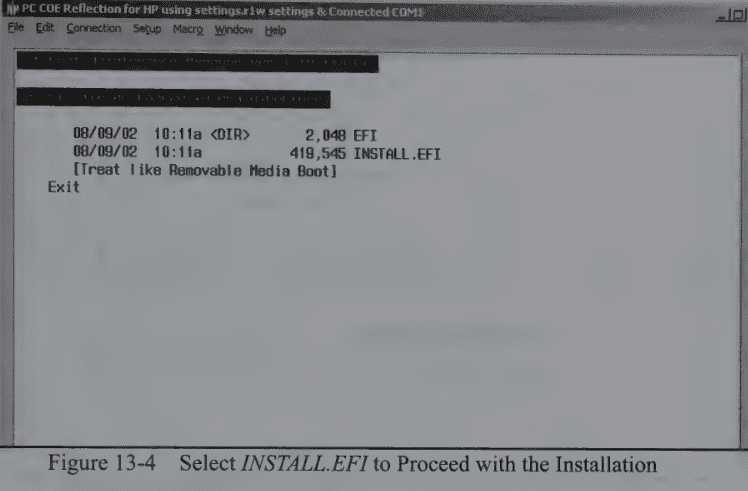 PC COE Reflection for HP using settings.r1w settings & Connected COM1
File Edit Connection Setup Macro Window Help
08/09/02 10:11a <DIR> 2,048 EFI
08/09/02 10:11a 419,545 INSTALL.EFI
[Treat like Removable Media Boot]
Exit
Figure 13-4 Select INSTALL.EFI to Proceed with the Installation